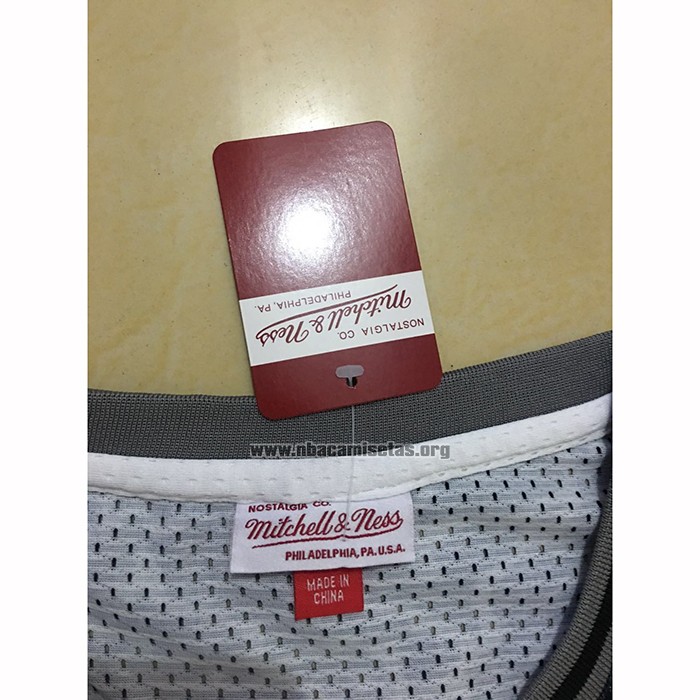 NOSTALGIA CO.
Mitchell & Ness
PHILADELPHIA, PA.
www.nbacamisetas.org
NOSTALGIA CO.
Mitchell & Ness
PHILADELPHIA, PA. U.S.A.
MADE IN
CHINA